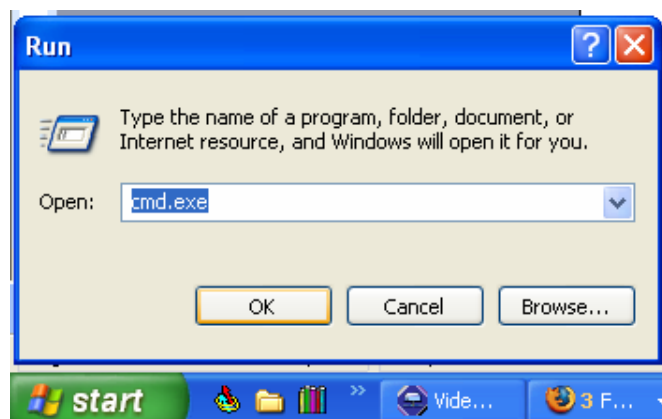 Run
Type the name of a program, folder, document, or
Internet resource, and Windows will open it for you.
Open: cmd.exe
OK Cancel Browse...
start Vide... 3 F...